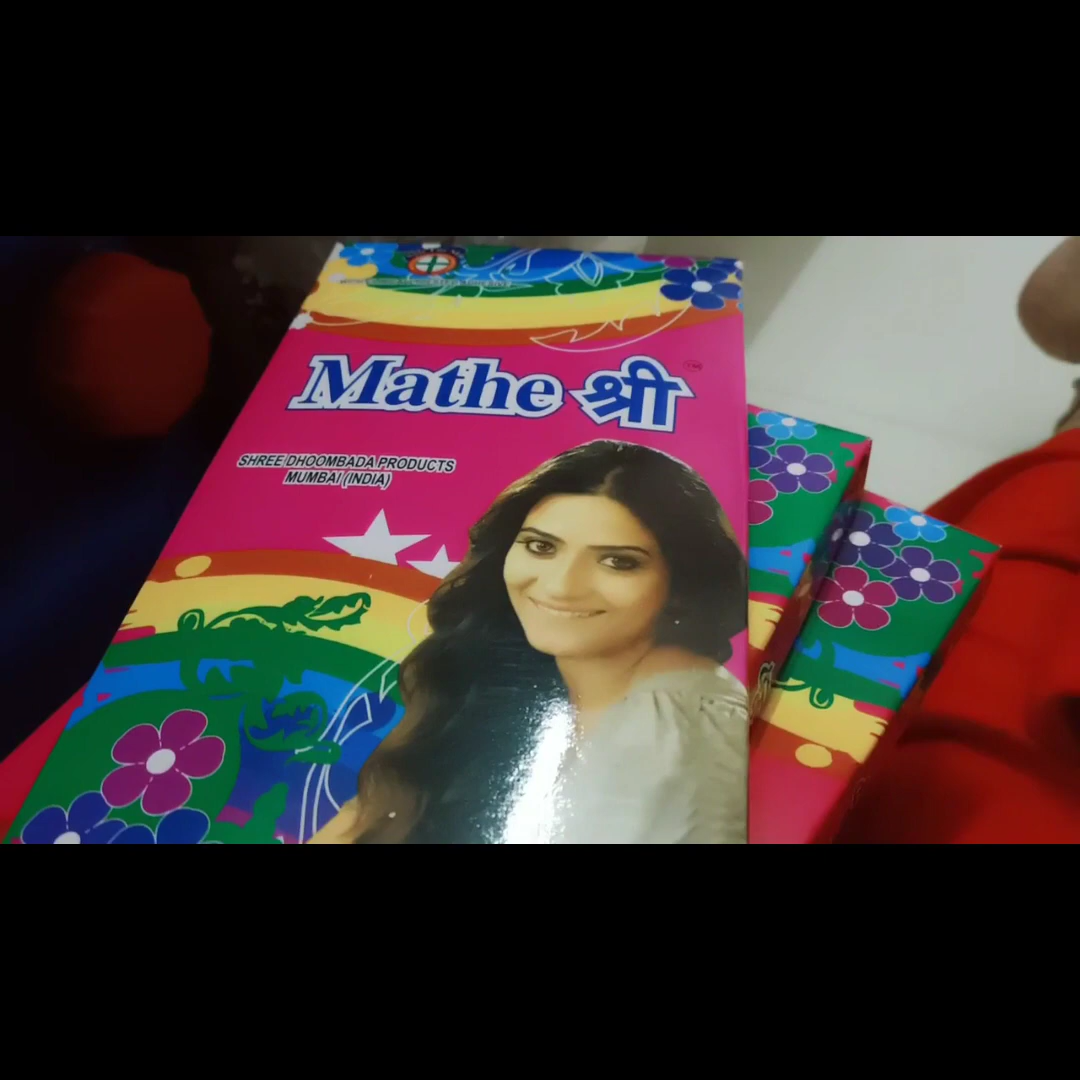 Mathe श्री
SHREE DHOOMBADA PRODUCTS
MUMBAI (INDIA)